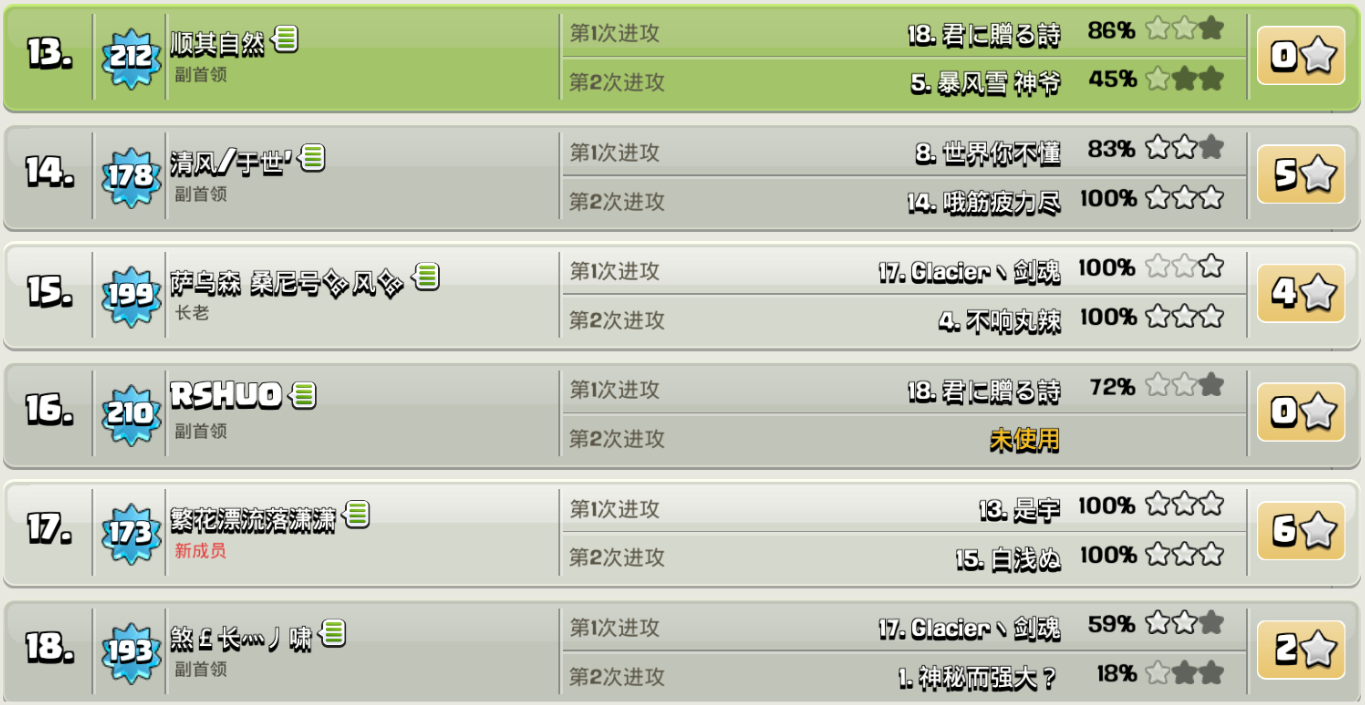 13. 212 顺其自然 第1次进攻 18. 君に贈る詩 86% 0
副首领 第2次进攻 5. 暴风雪 神爷 45%
14. 178 清风/于世' 第1次进攻 8. 世界你不懂 83% 5
副首领 第2次进攻 14. 哦筋疲力尽 100%
15. 199 萨乌森 桑尼号 风 第1次进攻 17. Glacier丶剑魂 100% 4
长老 第2次进攻 4. 不响丸辣 100%
16. 210 RSHUO 第1次进攻 18. 君に贈る詩 72% 0
副首领 第2次进攻 未使用
17. 173 繁花漂流落潇潇 第1次进攻 13. 是宇 100% 6
新成员 第2次进攻 15. 白浅ぬ 100%
18. 193 煞£长灬丿啸 第1次进攻 17. Glacier丶剑魂 59% 2
副首领 第2次进攻 1. 神秘而强大？ 18%